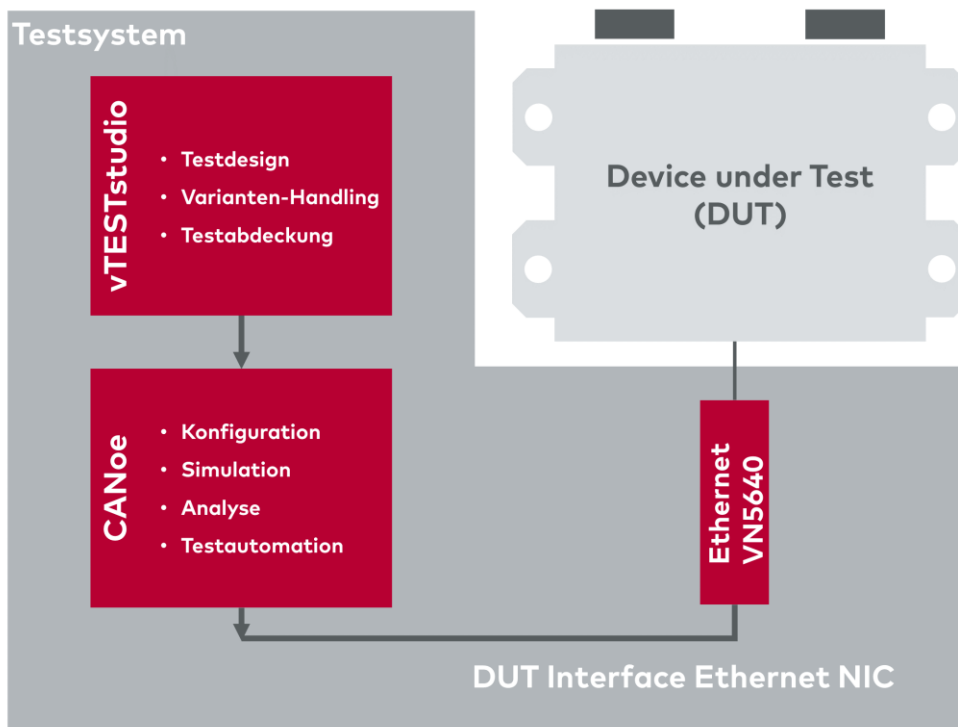 Testsystem
vTESTstudio
• Testdesign
• Varianten-Handling
• Testabdeckung
Device under Test
(DUT)
CANoe
• Konfiguration
• Simulation
• Analyse
• Testautomation
Ethernet
VN5640
DUT Interface Ethernet NIC